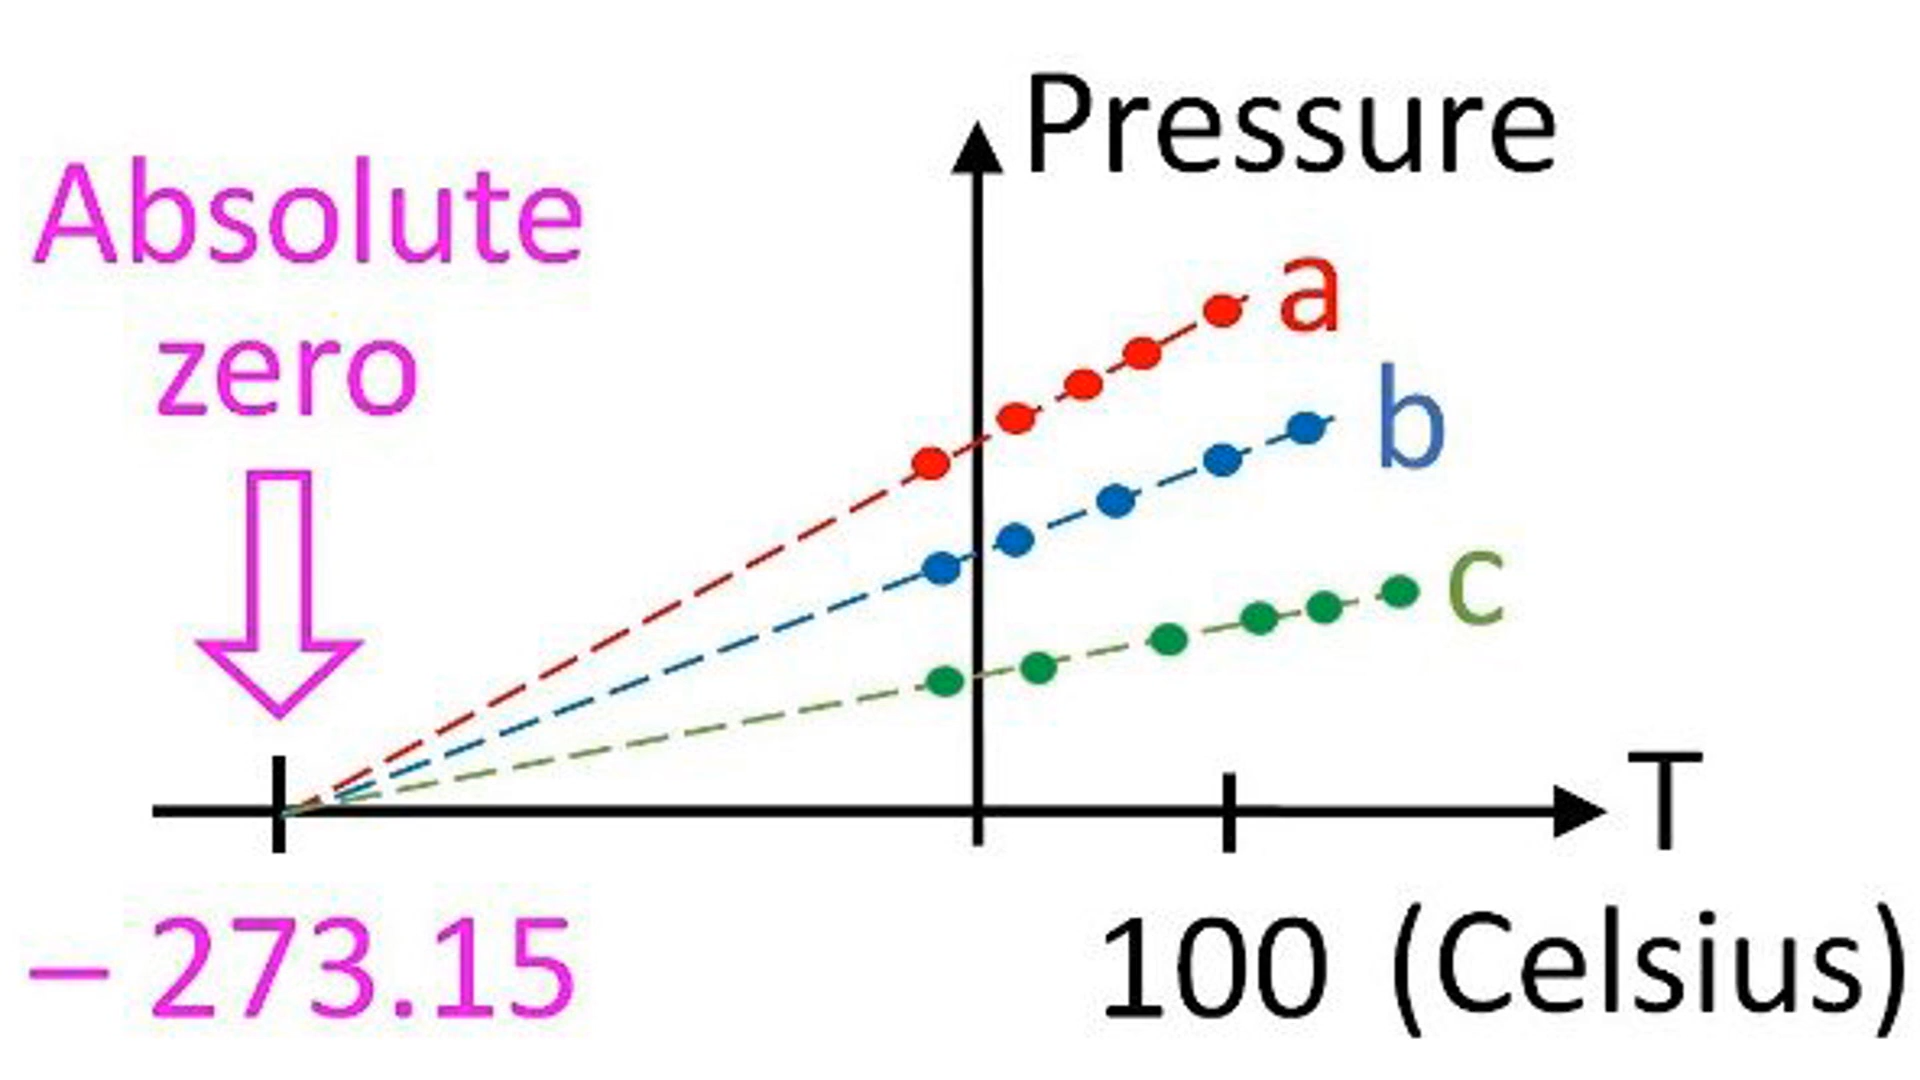 Pressure
Absolute
zero
a
b
c
T
– 273.15
100 (Celsius)